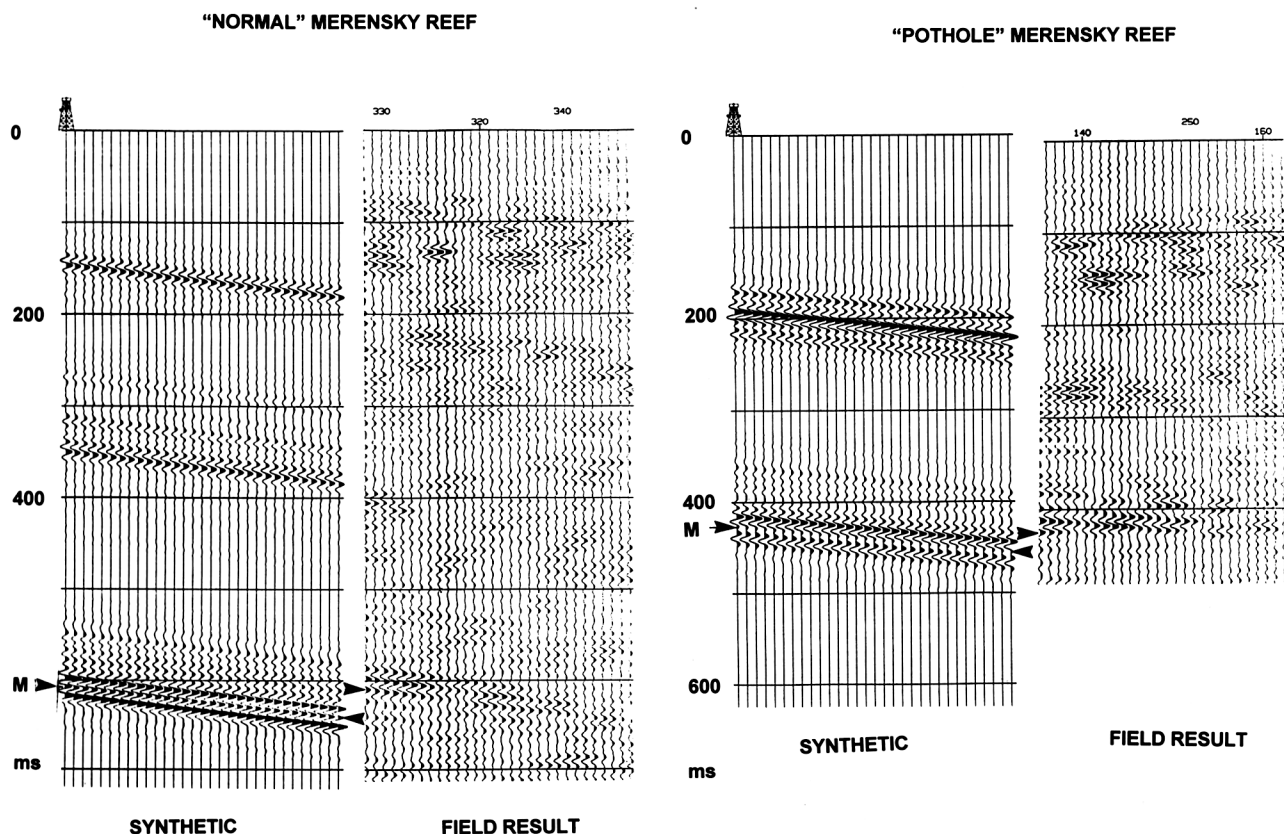 “NORMAL” MERENSKY REEF
330
320
340
0
200
400
M
ms
SYNTHETIC
FIELD RESULT
“POTHOLE” MERENSKY REEF
140
250
160
0
200
400
M
600
ms
SYNTHETIC
FIELD RESULT